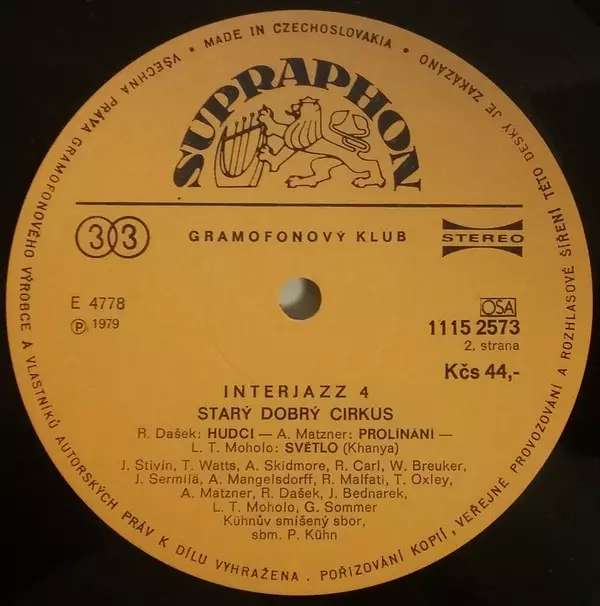 VŠECHNA PRÁVA GRAMOFONOVÉHO VÝROBCE A VLASTNÍKŮ AUTORSKÝCH PRÁV K DÍLU VYHRAŽENA . POŘIZOVÁNÍ KOPIÍ, VEŘEJNÉ PROVOZOVÁNÍ A ROZHLASOVÉ ŠÍŘENÍ TÉTO DESKY JE ZAKÁZÁNO
• MADE IN CZECHOSLOVAKIA •
SUPRAPHON
33
GRAMOFONOVÝ KLUB
STEREO
E 4778
℗ 1979
OSA
1115 2573
2. strana
Kčs 44,-
INTERJAZZ 4
STARÝ DOBRÝ CIRKUS
R. Dašek: HUDCI — A. Matzner: PROLÍNÁNÍ —
L. T. Moholo: SVĚTLO (Khanya)
J. Stivín, T. Watts, A. Skidmore, R. Carl, W. Breuker,
J. Sermilä, A. Mangelsdorff, R. Malfati, T. Oxley,
A. Matzner, R. Dašek, J. Bednarek,
L. T. Moholo, G. Sommer
Kühnův smíšený sbor,
sbm. P. Kühn